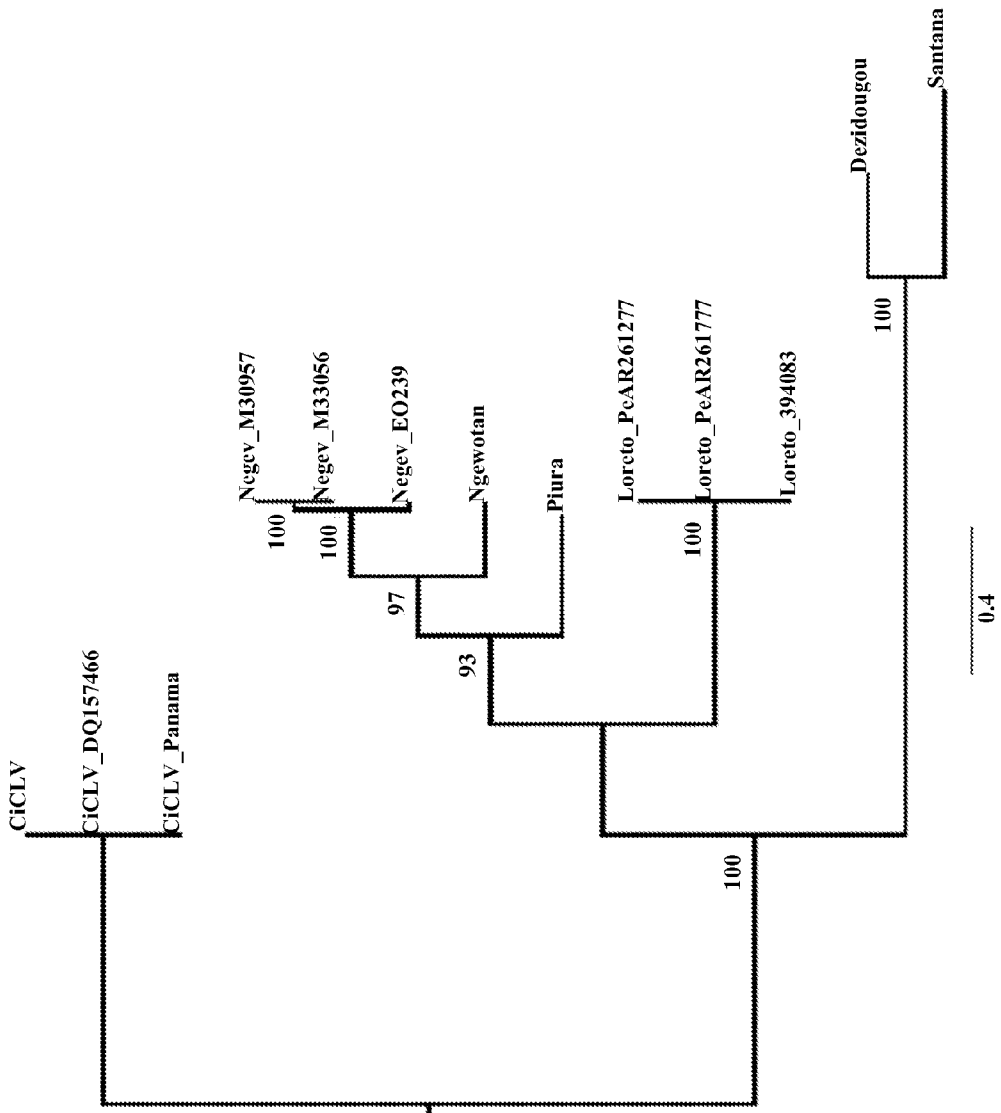 CiCLV
CiCLV_DQ157466
CiCLV_Panama
Negev_M30957
Negev_M33056
Negev_EO239
Ngewotan
Piura
Loreto_PeAR261277
Loreto_PeAR261777
Loreto_394083
Dezidougou
Santana
100
100
97
93
100
100
100
0.4